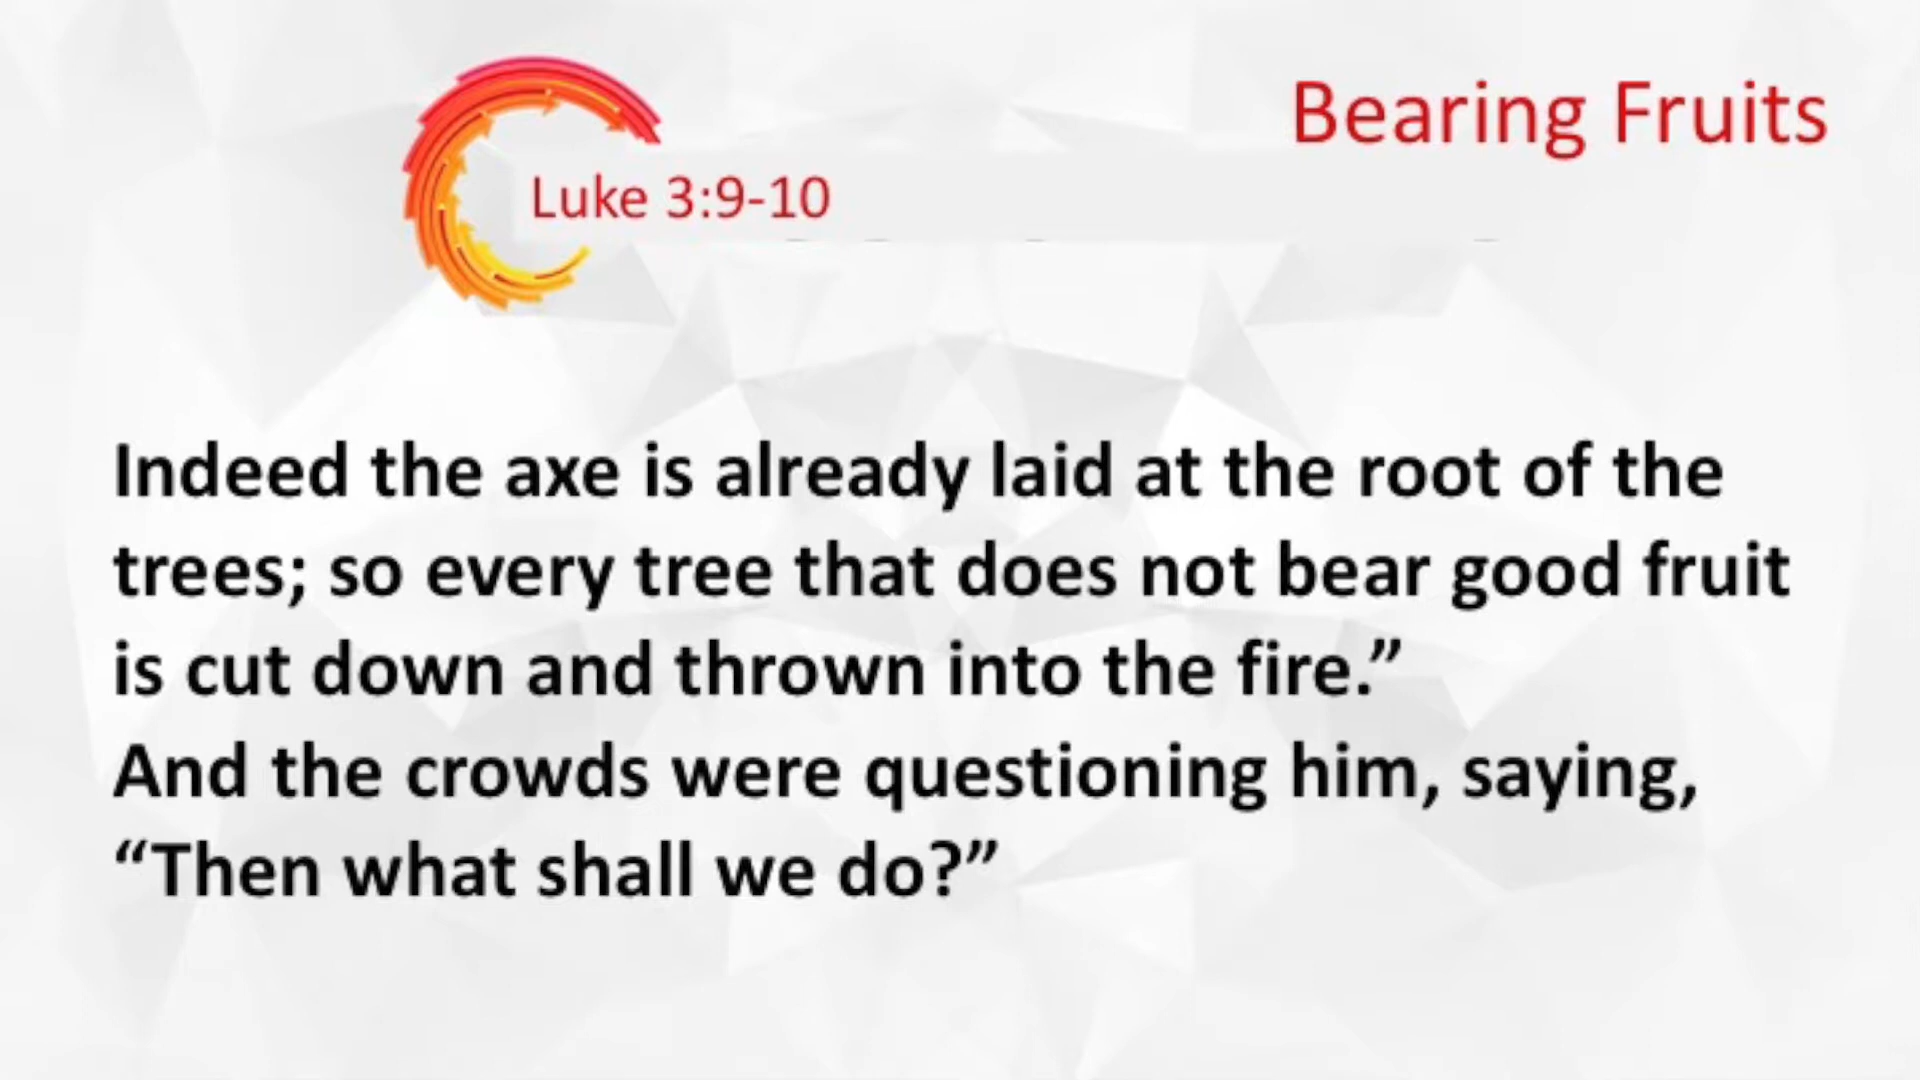 Bearing Fruits
Luke 3:9-10
Indeed the axe is already laid at the root of the
trees; so every tree that does not bear good fruit
is cut down and thrown into the fire.”
And the crowds were questioning him, saying,
“Then what shall we do?”